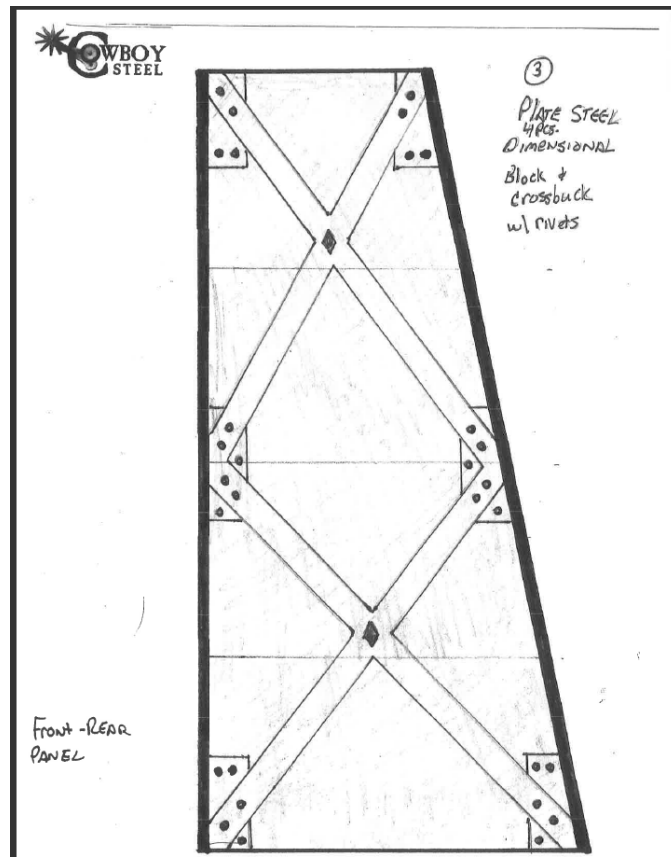 COWBOY
STEEL
3
PLATE STEEL
4 PCS.
DIMENSIONAL
Block &
crossbuck
w/ rivets
Front-REAR
PANEL